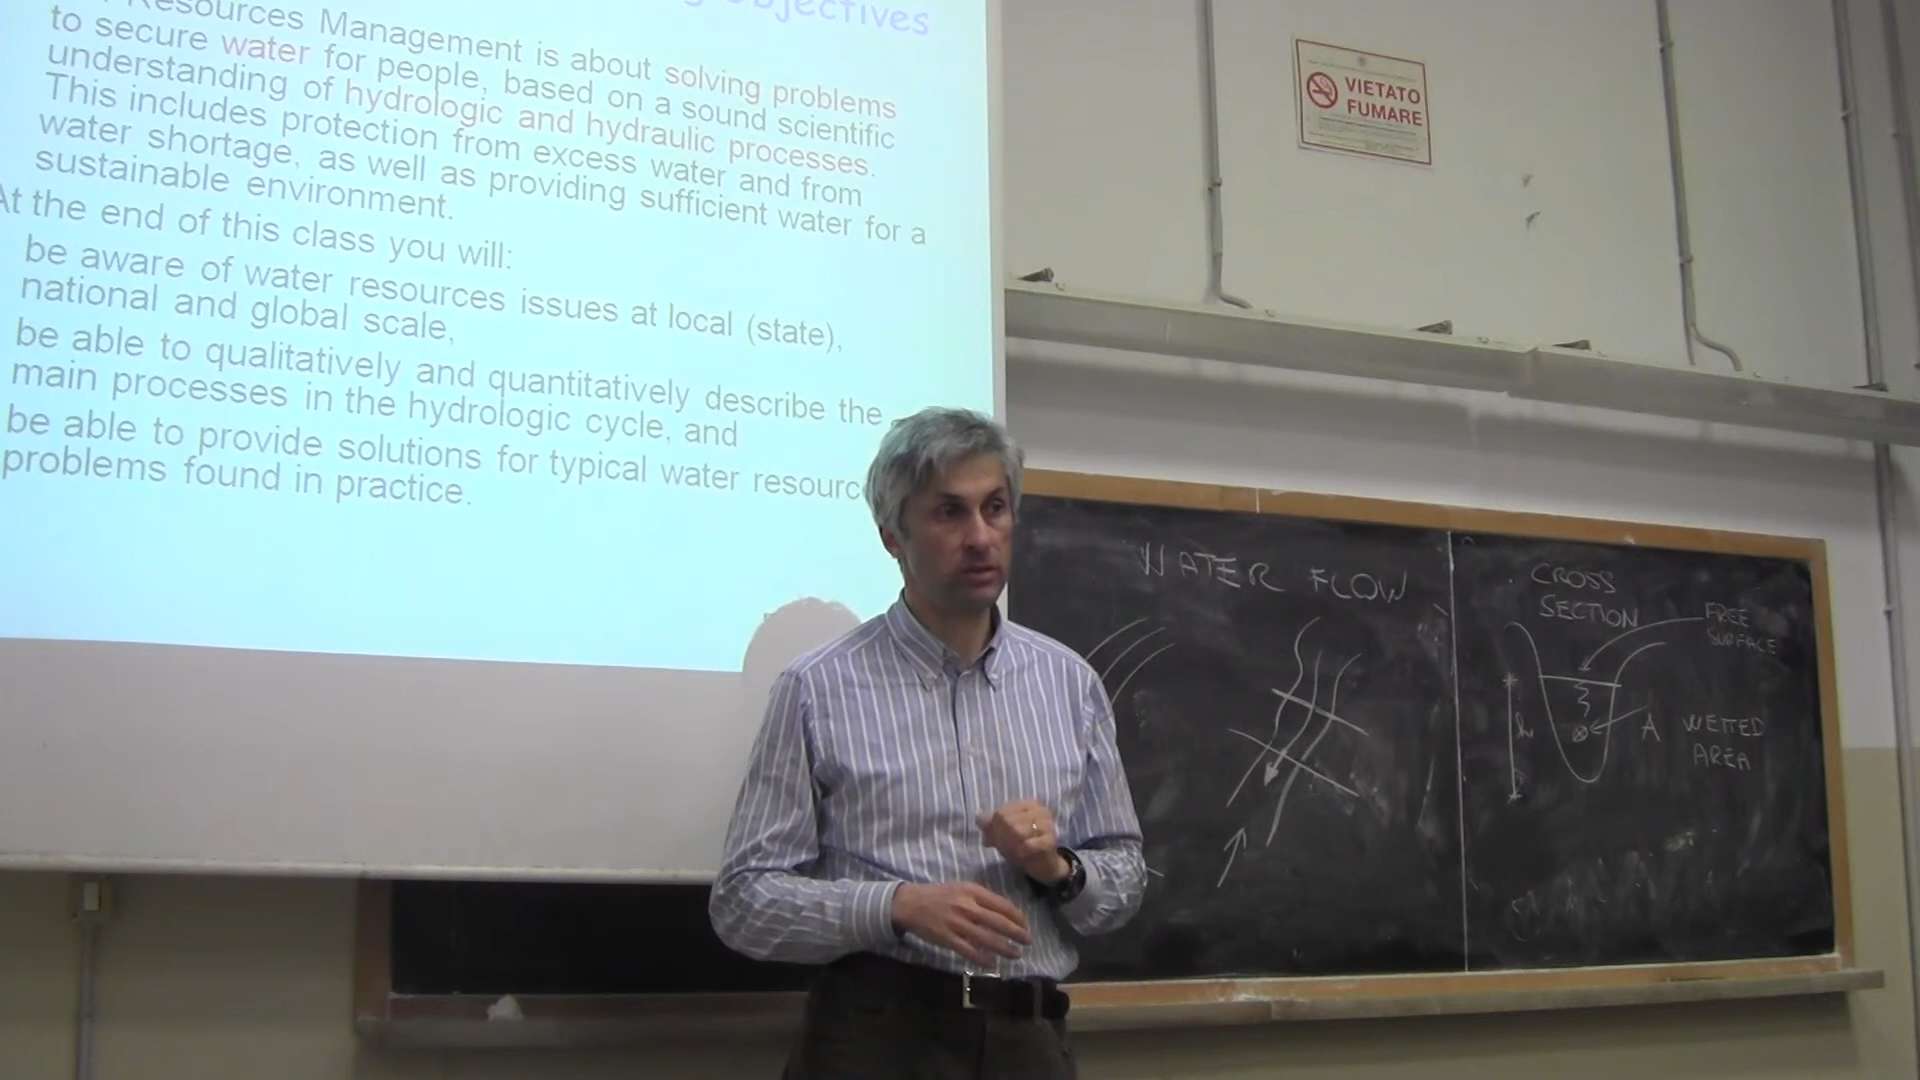 Objectives
Resources Management is about solving problems
to secure water for people, based on a sound scientific
understanding of hydrologic and hydraulic processes.
This includes protection from excess water and from
water shortage, as well as providing sufficient water for a
sustainable environment.
At the end of this class you will:
be aware of water resources issues at local (state),
national and global scale,
be able to qualitatively and quantitatively describe the
main processes in the hydrologic cycle, and
be able to provide solutions for typical water
problems found in practice.
VIETATO
FUMARE
WATER FLOW
CROSS
SECTION
FREE
SURFACE
h
A WETTED
AREA